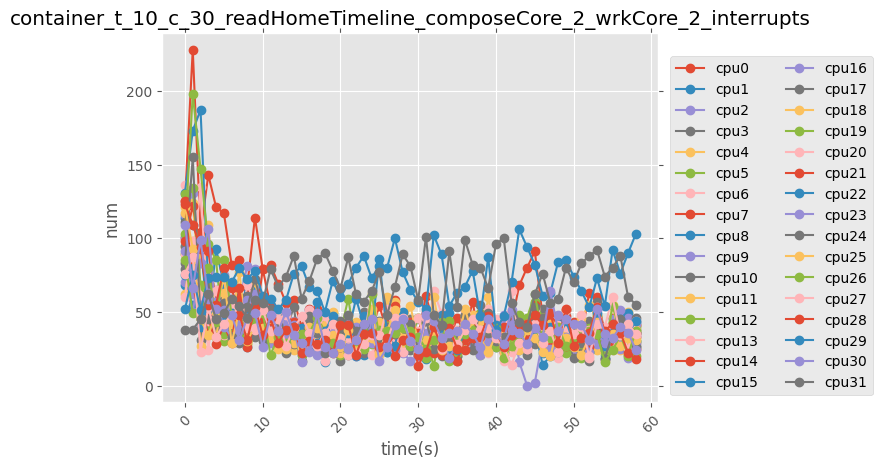 container_t_10_c_30_readHomeTimeline_composeCore_2_wrkCore_2_interrupts
num
200
150
100
50
0
0
10
20
30
40
50
60
time(s)
cpu0
cpu1
cpu2
cpu3
cpu4
cpu5
cpu6
cpu7
cpu8
cpu9
cpu10
cpu11
cpu12
cpu13
cpu14
cpu15
cpu16
cpu17
cpu18
cpu19
cpu20
cpu21
cpu22
cpu23
cpu24
cpu25
cpu26
cpu27
cpu28
cpu29
cpu30
cpu31